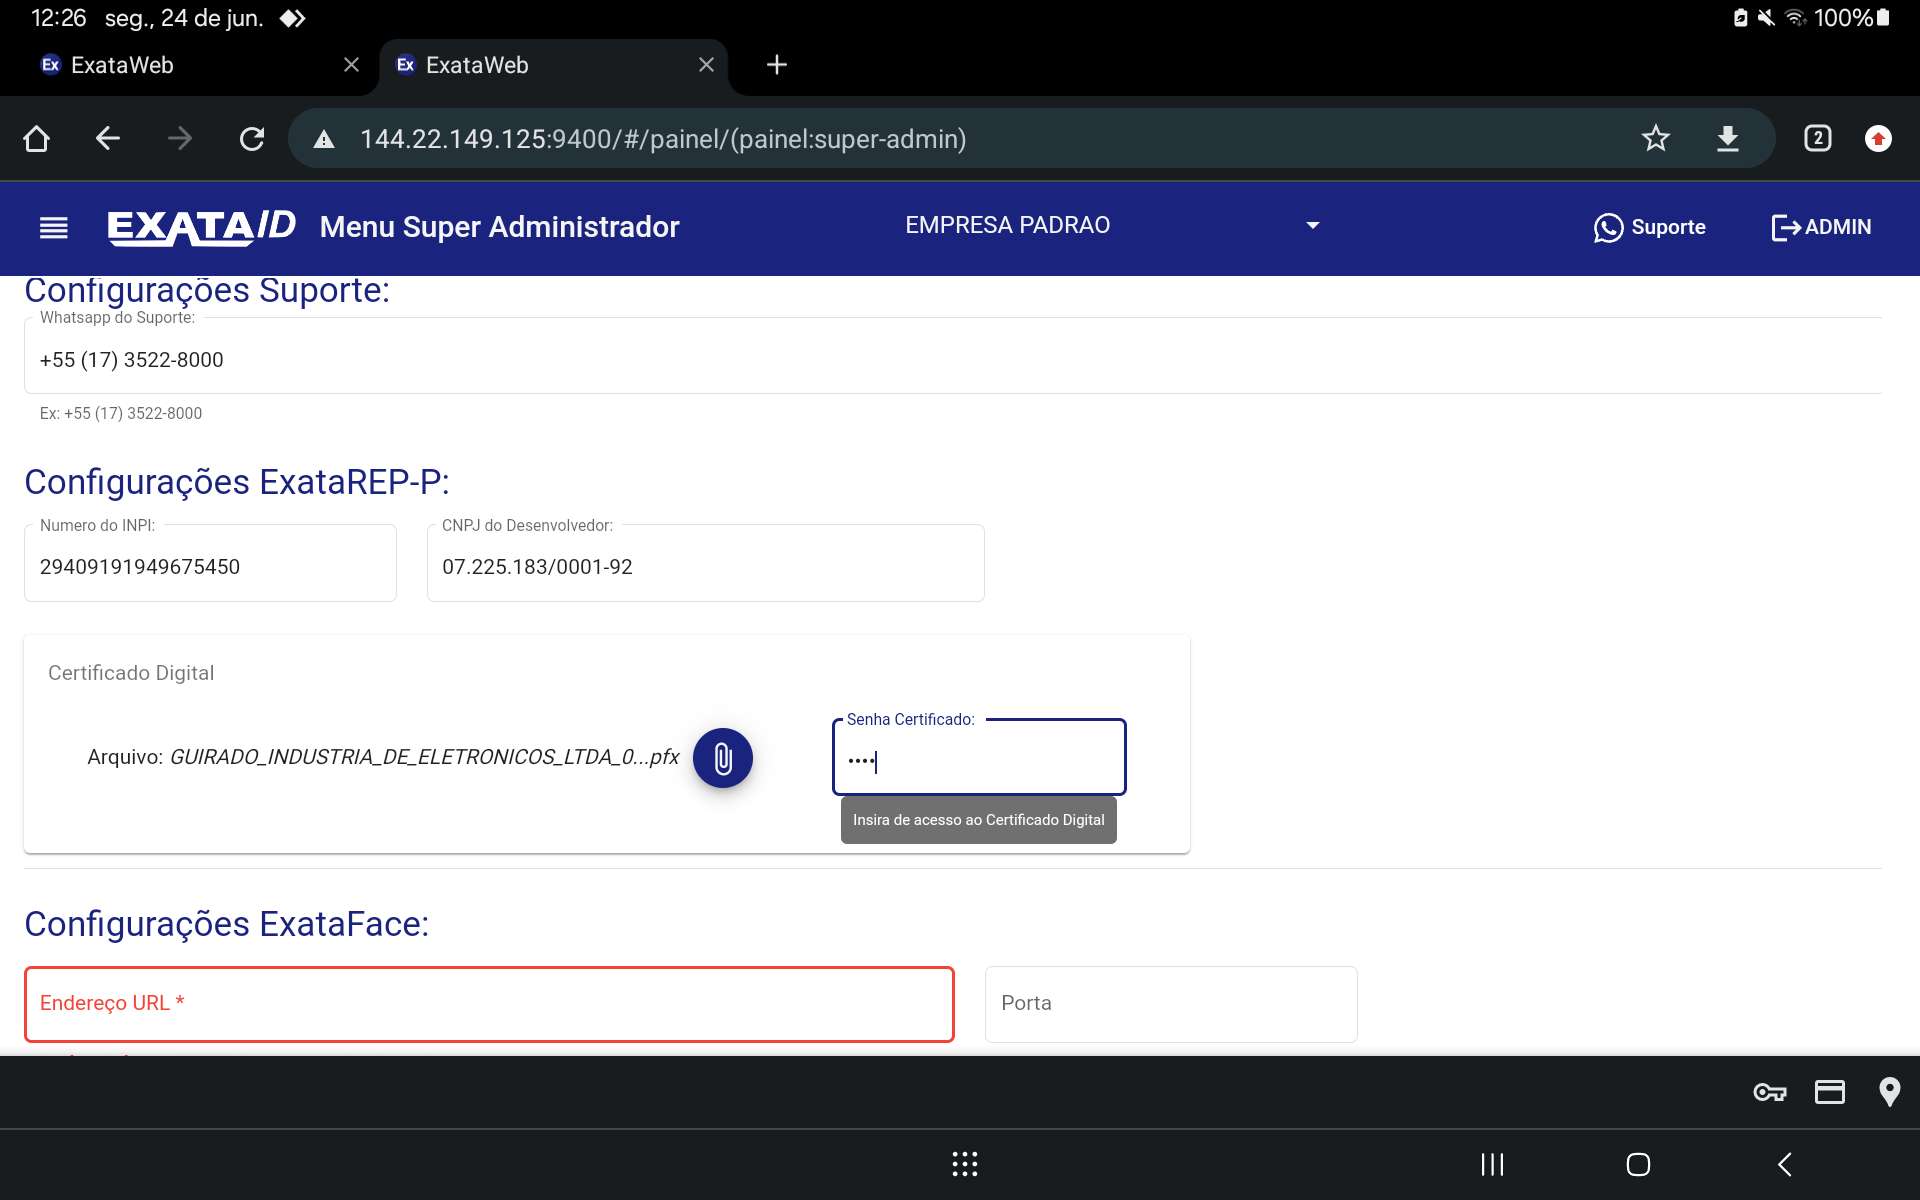 12:26 seg., 24 de jun. 100%
Ex ExataWeb Ex ExataWeb
144.22.149.125:9400/#/painel/(painel:super-admin) 2
EXATA ID Menu Super Administrador EMPRESA PADRAO Suporte ADMIN
Configurações Suporte:
Whatsapp do Suporte:
+55 (17) 3522-8000
Ex: +55 (17) 3522-8000
Configurações ExataREP-P:
Numero do INPI: CNPJ do Desenvolvedor:
29409191949675450 07.225.183/0001-92
Certificado Digital
Senha Certificado:
Arquivo: GUIRADO_INDUSTRIA_DE_ELETRONICOS_LTDA_0...pfx ••••
Insira de acesso ao Certificado Digital
Configurações ExataFace:
Endereço URL * Porta